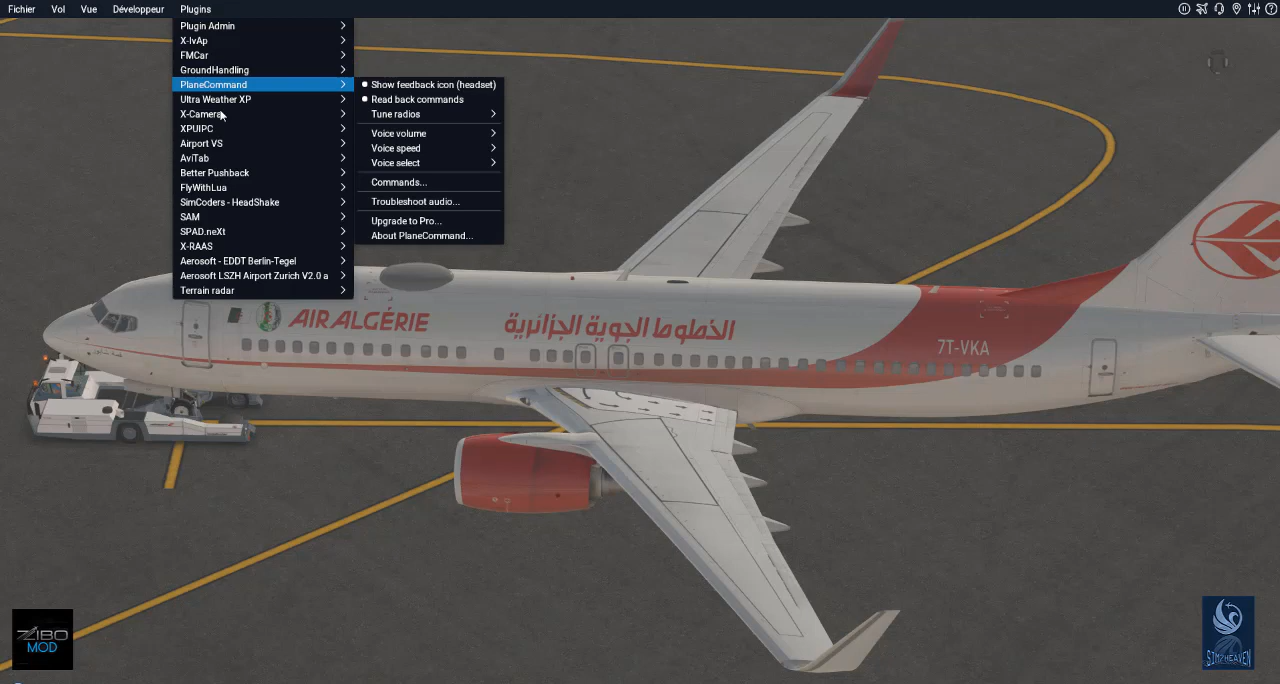 Fichier
Vol
Vue
Développeur
Plugins
Plugin Admin
X-IvAp
FMCar
GroundHandling
PlaneCommand
Ultra Weather XP
X-Camera
XPUIPC
Airport VS
AviTab
Better Pushback
FlyWithLua
SimCoders - HeadShake
SAM
SPAD.neXt
X-RAAS
Aerosoft - EDDT Berlin-Tegel
Aerosoft LSZH Airport Zurich V2.0 a
Terrain radar
Show feedback icon (headset)
Read back commands
Tune radios
Voice volume
Voice speed
Voice select
Commands...
Troubleshoot audio...
Upgrade to Pro...
About PlaneCommand...
AIR ALGÉRIE
الخطوط الجوية الجزائرية
7T-VKA
ZIBO
MOD
SIMHEAVEN